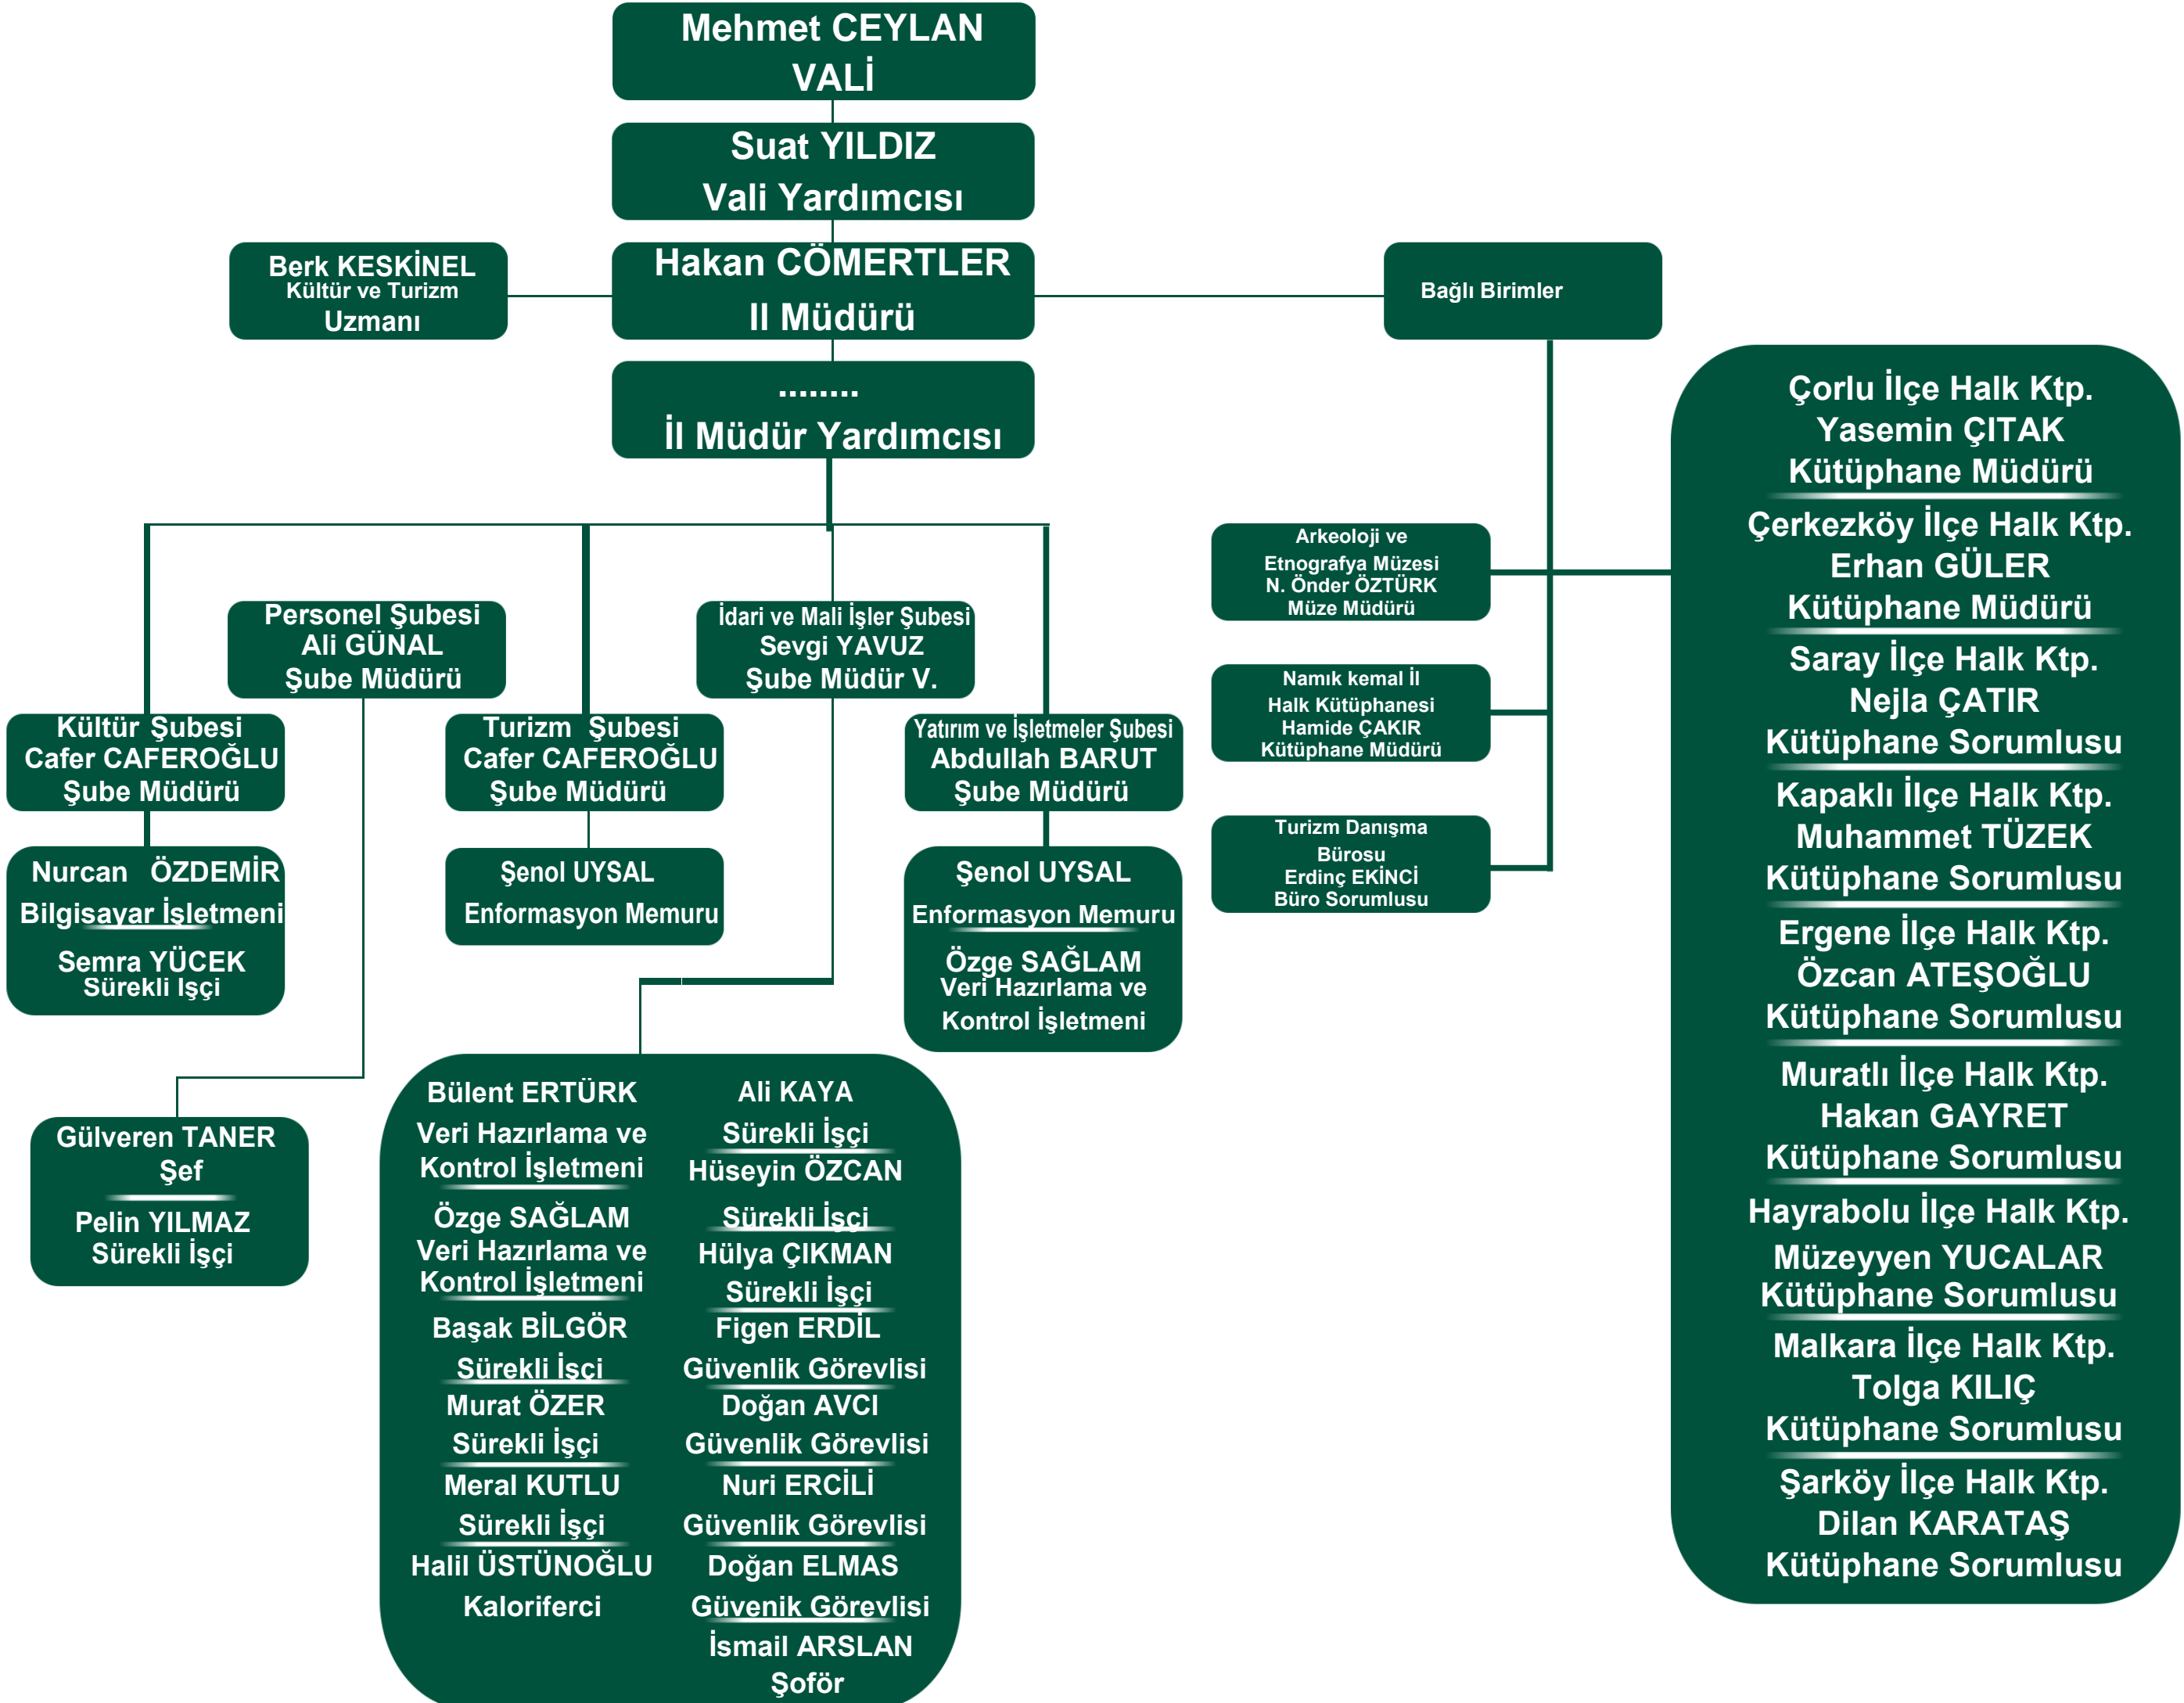 Mehmet CEYLAN
VALİ
Suat YILDIZ
Vali Yardımcısı
Berk KESKİNEL
Kültür ve Turizm
Uzmanı
Hakan CÖMERTLER
Il Müdürü
Bağlı Birimler
........
İl Müdür Yardımcısı
Personel Şubesi
Ali GÜNAL
Şube Müdürü
İdari ve Mali İşler Şubesi
Sevgi YAVUZ
Şube Müdür V.
Kültür Şubesi
Cafer CAFEROĞLU
Şube Müdürü
Turizm Şubesi
Cafer CAFEROĞLU
Şube Müdürü
Yatırım ve İşletmeler Şubesi
Abdullah BARUT
Şube Müdürü
Nurcan ÖZDEMİR
Bilgisayar İşletmeni
Semra YÜCEK
Sürekli Işçi
Şenol UYSAL
Enformasyon Memuru
Şenol UYSAL
Enformasyon Memuru
Özge SAĞLAM
Veri Hazırlama ve
Kontrol İşletmeni
Gülveren TANER
Şef
Pelin YILMAZ
Sürekli İşçi
Bülent ERTÜRK
Veri Hazırlama ve
Kontrol İşletmeni
Özge SAĞLAM
Veri Hazırlama ve
Kontrol İşletmeni
Başak BİLGÖR
Sürekli İşçi
Murat ÖZER
Sürekli İşçi
Meral KUTLU
Sürekli İşçi
Halil ÜSTÜNOĞLU
Kaloriferci
Ali KAYA
Sürekli İşçi
Hüseyin ÖZCAN
Sürekli İşçi
Hülya ÇIKMAN
Sürekli İşçi
Figen ERDİL
Güvenlik Görevlisi
Doğan AVCI
Güvenlik Görevlisi
Nuri ERCİLİ
Güvenlik Görevlisi
Doğan ELMAS
Güvenik Görevlisi
İsmail ARSLAN
Şoför
Arkeoloji ve
Etnografya Müzesi
N. Önder ÖZTÜRK
Müze Müdürü
Namık kemal İl
Halk Kütüphanesi
Hamide ÇAKIR
Kütüphane Müdürü
Turizm Danışma
Bürosu
Erdinç EKİNCİ
Büro Sorumlusu
Çorlu İlçe Halk Ktp.
Yasemin ÇITAK
Kütüphane Müdürü
Çerkezköy İlçe Halk Ktp.
Erhan GÜLER
Kütüphane Müdürü
Saray İlçe Halk Ktp.
Nejla ÇATIR
Kütüphane Sorumlusu
Kapaklı İlçe Halk Ktp.
Muhammet TÜZEK
Kütüphane Sorumlusu
Ergene İlçe Halk Ktp.
Özcan ATEŞOĞLU
Kütüphane Sorumlusu
Muratlı İlçe Halk Ktp.
Hakan GAYRET
Kütüphane Sorumlusu
Hayrabolu İlçe Halk Ktp.
Müzeyyen YUCALAR
Kütüphane Sorumlusu
Malkara İlçe Halk Ktp.
Tolga KILIÇ
Kütüphane Sorumlusu
Şarköy İlçe Halk Ktp.
Dilan KARATAŞ
Kütüphane Sorumlusu